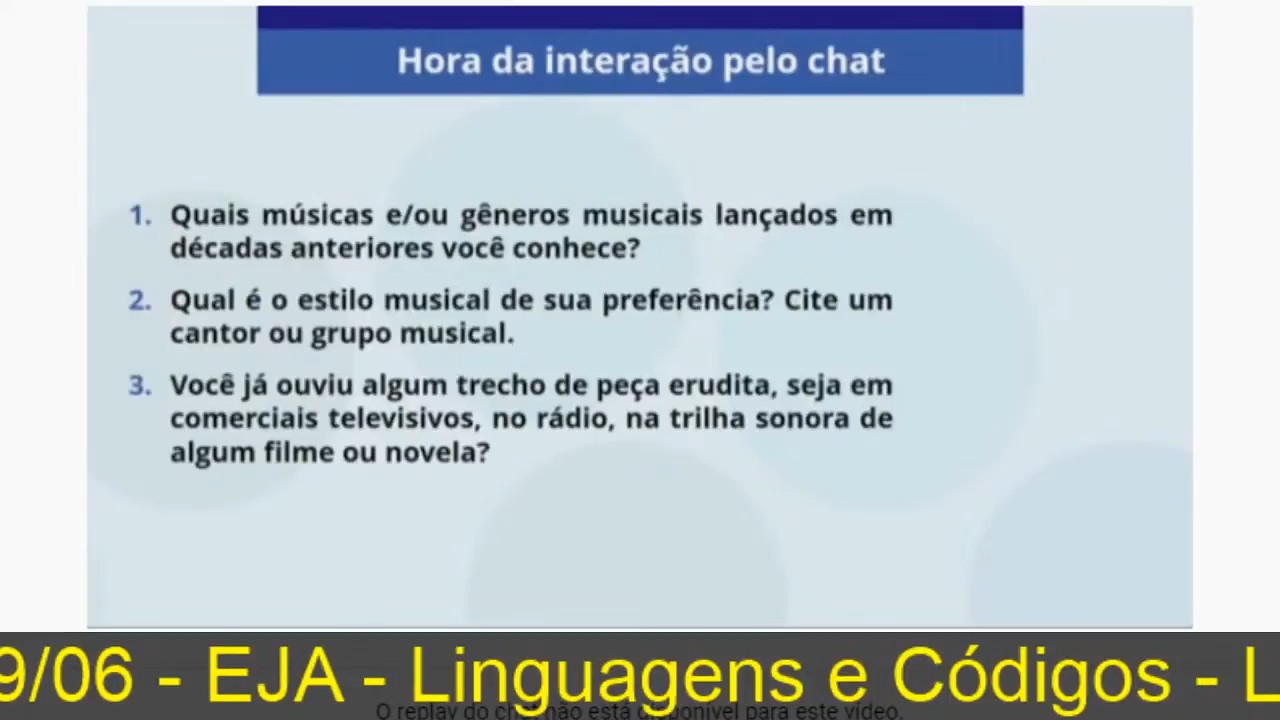 Hora da interação pelo chat
1. Quais músicas e/ou gêneros musicais lançados em
décadas anteriores você conhece?
2. Qual é o estilo musical de sua preferência? Cite um
cantor ou grupo musical.
3. Você já ouviu algum trecho de peça erudita, seja em
comerciais televisivos, no rádio, na trilha sonora de
algum filme ou novela?
9/06 - EJA - Linguagens e Códigos - L
O replay do chat não está disponível para este vídeo.